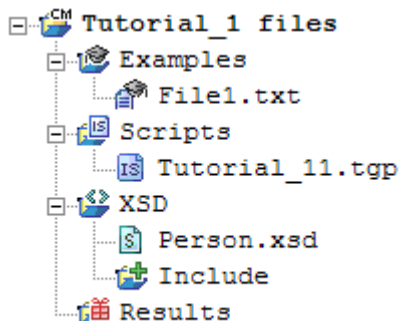 Tutorial_1 files
Examples
File1.txt
Scripts
Tutorial_11.tgp
XSD
Person.xsd
Include
Results